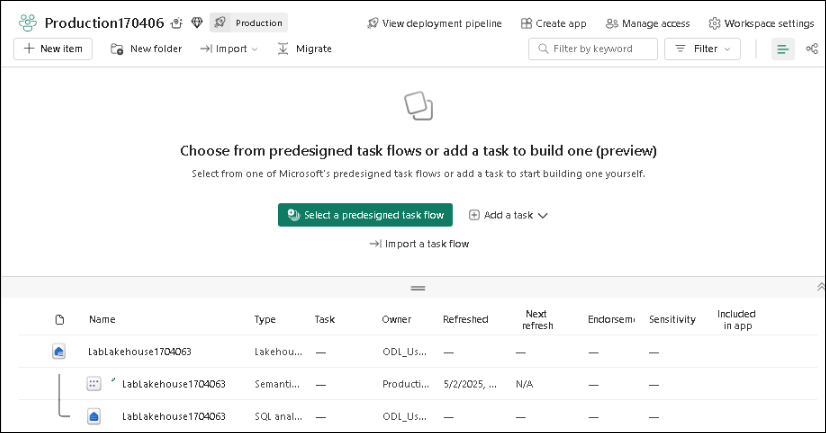 Production170406 Production View deployment pipeline Create app Manage access Workspace settings
New item New folder Import Migrate Filter by keyword Filter
Choose from predesigned task flows or add a task to build one (preview)
Select from one of Microsoft's predesigned task flows or add a task to start building one yourself.
Select a predesigned task flow Add a task
Import a task flow
Name Type Task Owner Refreshed Next refresh Endorseme Sensitivity Included in app
LabLakehouse1704063 Lakehou... — ODL_Us... — — — —
LabLakehouse1704063 Semanti... — Producti... 5/2/2025, ... N/A — —
LabLakehouse1704063 SQL anal... — ODL_Us... — — — —